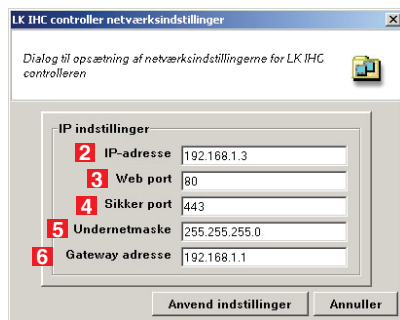 LK IHC controller netværksindstillinger
Dialog til opsætning af netværksindstillingerne for LK IHC
controlleren
IP indstillinger
2 IP-adresse 192.168.1.3
3 Web port 80
4 Sikker port 443
5 Undernetmaske 255.255.255.0
6 Gateway adresse 192.168.1.1
Anvend indstillinger Annuller